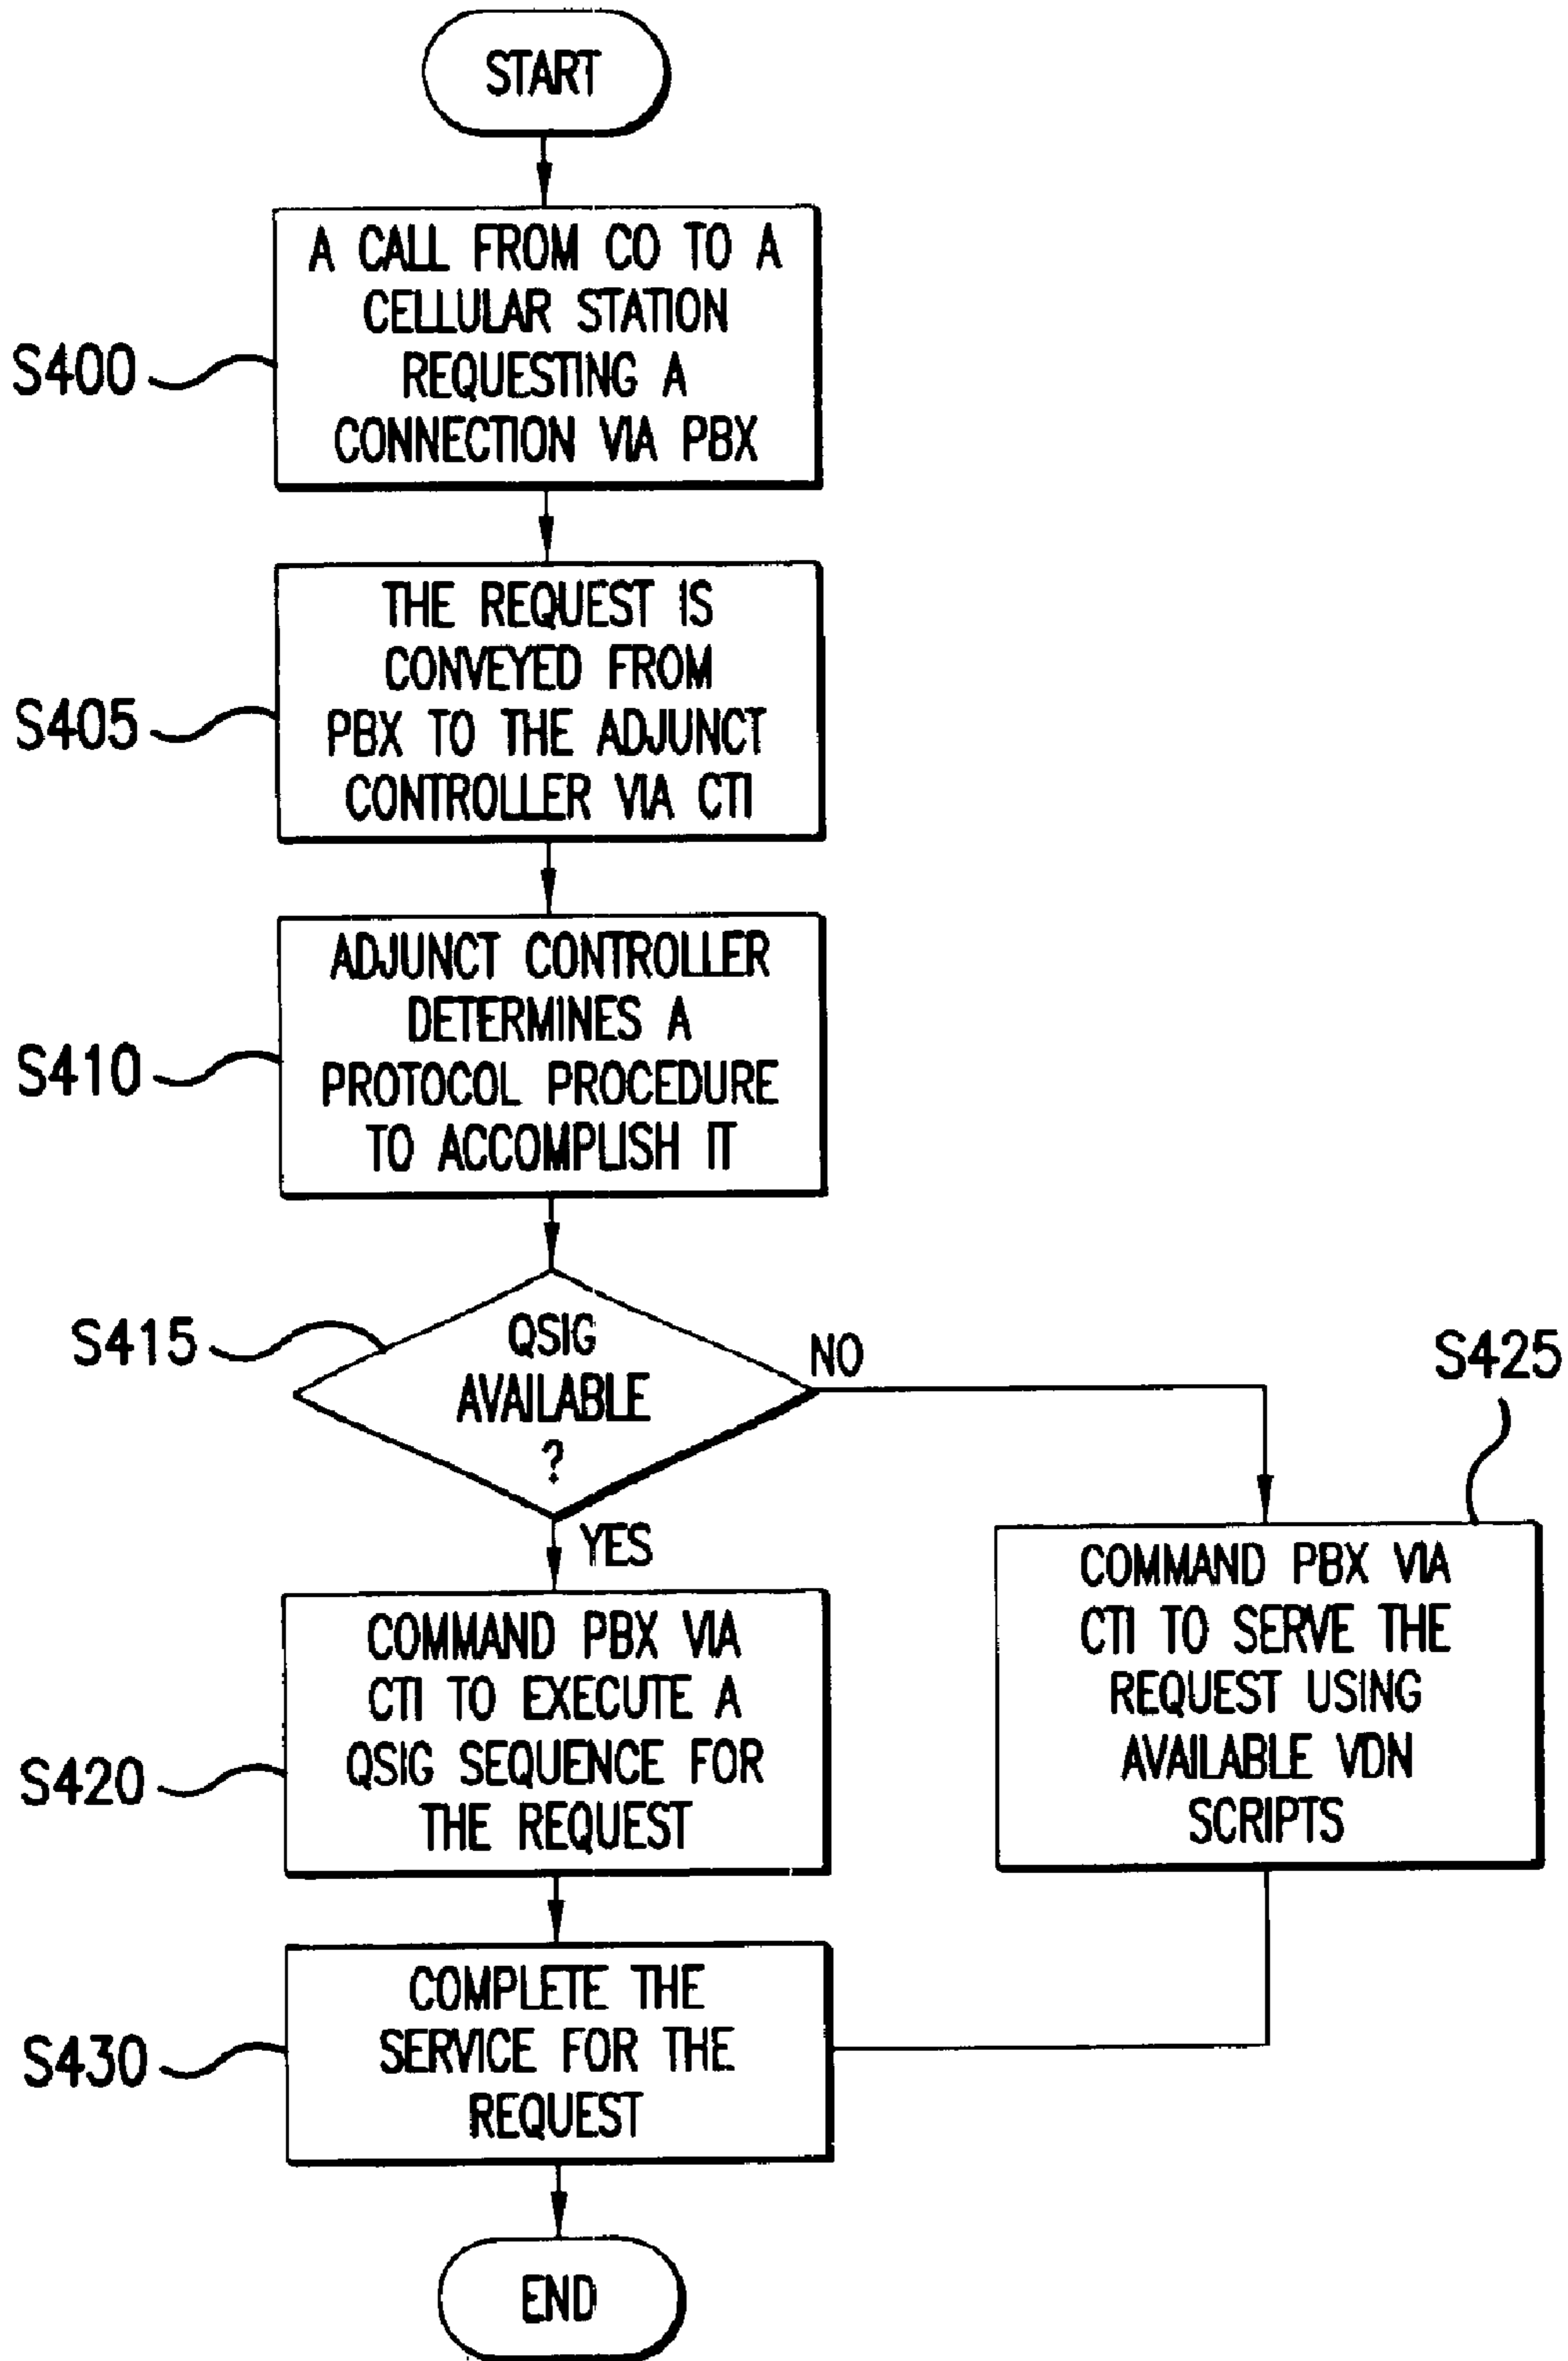 START
S400
A CALL FROM CO TO A
CELLULAR STATION
REQUESTING A
CONNECTION VIA PBX
S405
THE REQUEST IS
CONVEYED FROM
PBX TO THE ADJUNCT
CONTROLLER VIA CTI
S410
ADJUNCT CONTROLLER
DETERMINES A
PROTOCOL PROCEDURE
TO ACCOMPLISH IT
S415
QSIG
AVAILABLE
?
NO
YES
S425
COMMAND PBX VIA
CTI TO SERVE THE
REQUEST USING
AVAILABLE VDN
SCRIPTS
S420
COMMAND PBX VIA
CTI TO EXECUTE A
QSIG SEQUENCE FOR
THE REQUEST
S430
COMPLETE THE
SERVICE FOR THE
REQUEST
END